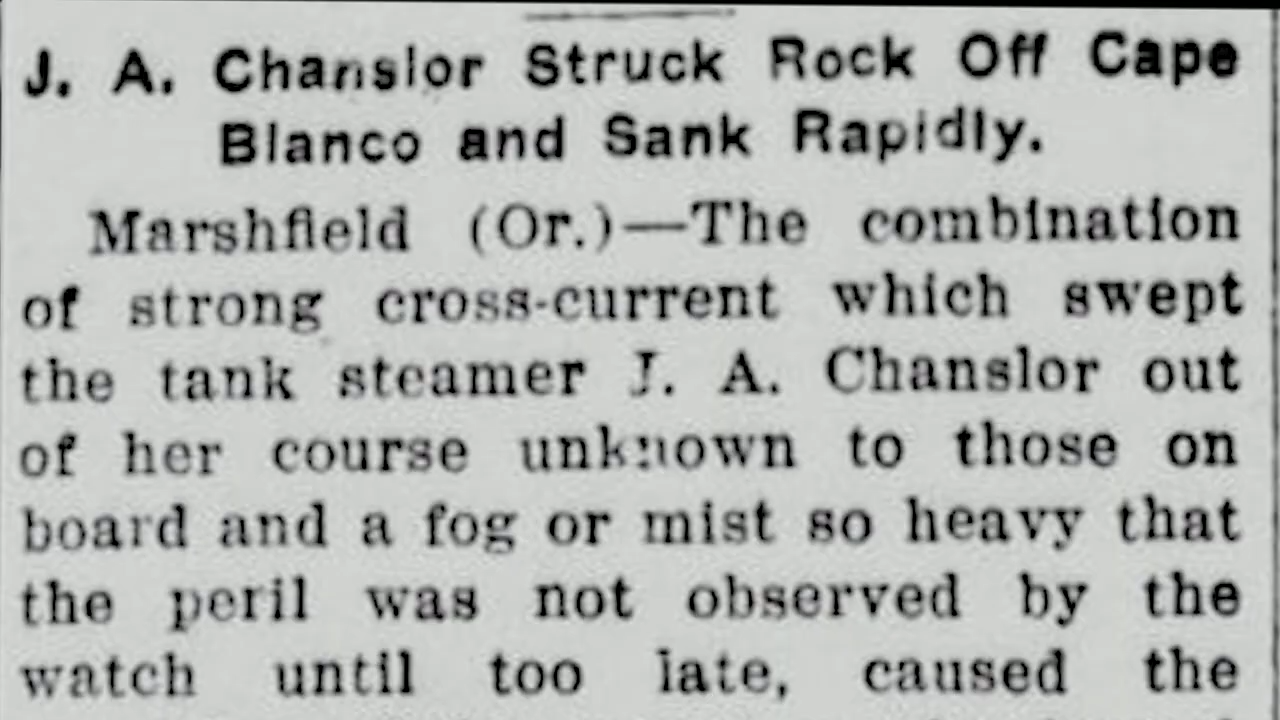 J. A. Chanslor Struck Rock Off Cape
Blanco and Sank Rapidly.
Marshfield (Or.)—The combination
of strong cross-current which swept
the tank steamer J. A. Chanslor out
of her course unknown to those on
board and a fog or mist so heavy that
the peril was not observed by the
watch until too late, caused the